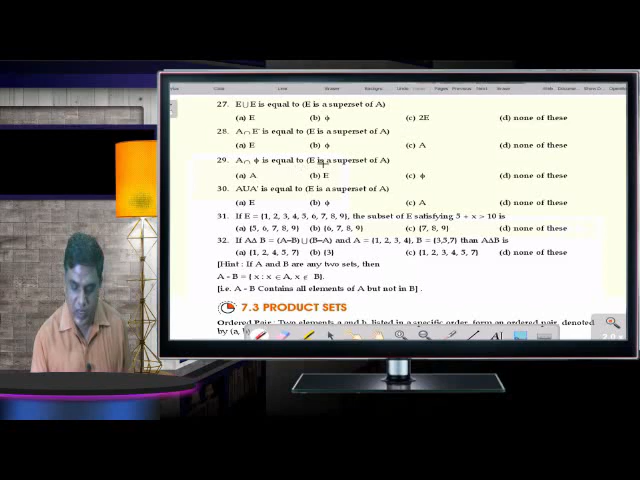 27. E∪E is equal to (E is a superset of A)
(a) E (b) ϕ (c) 2E (d) none of these
28. A∩E is equal to (E is a superset of A)
(a) E (b) ϕ (c) A (d) none of these
29. A∩ϕ is equal to (E is a superset of A)
(a) A (b) E (c) ϕ (d) none of these
30. AUA' is equal to (E is a superset of A)
(a) E (b) ϕ (c) A (d) none of these
31. If E = {1, 2, 3, 4, 5, 6, 7, 8, 9}, the subset of E satisfying 5 + x > 10 is
(a) {5, 6, 7, 8, 9} (b) {6, 7, 8, 9} (c) {7, 8, 9} (d) none of these
32. If AΔB = (A–B)∪(B–A) and A = {1, 2, 3, 4}, B = {3,5,7} than AΔB is
(a) {1, 2, 4, 5, 7} (b) {3} (c) {1, 2, 3, 4, 5, 7} (d) none of these
[Hint : If A and B are any two sets, then
A - B = { x : x ∈ A, x ∉ B}.
[i.e. A - B Contains all elements of A but not in B] .
7.3 PRODUCT SETS
Ordered Pair : Two elements a and b, listed in a specific order, form an ordered pair, denoted
by (a,